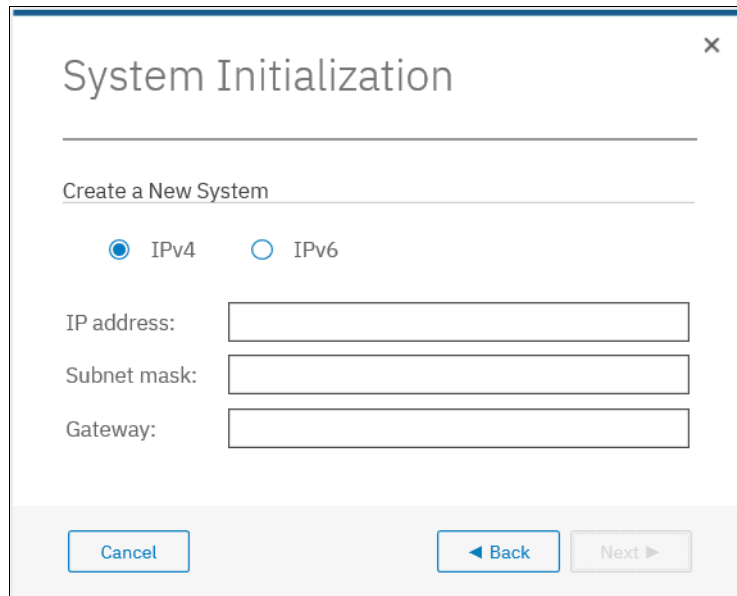 System Initialization
Create a New System
IPv4 IPv6
IP address:
Subnet mask:
Gateway:
Cancel ◄ Back Next ►